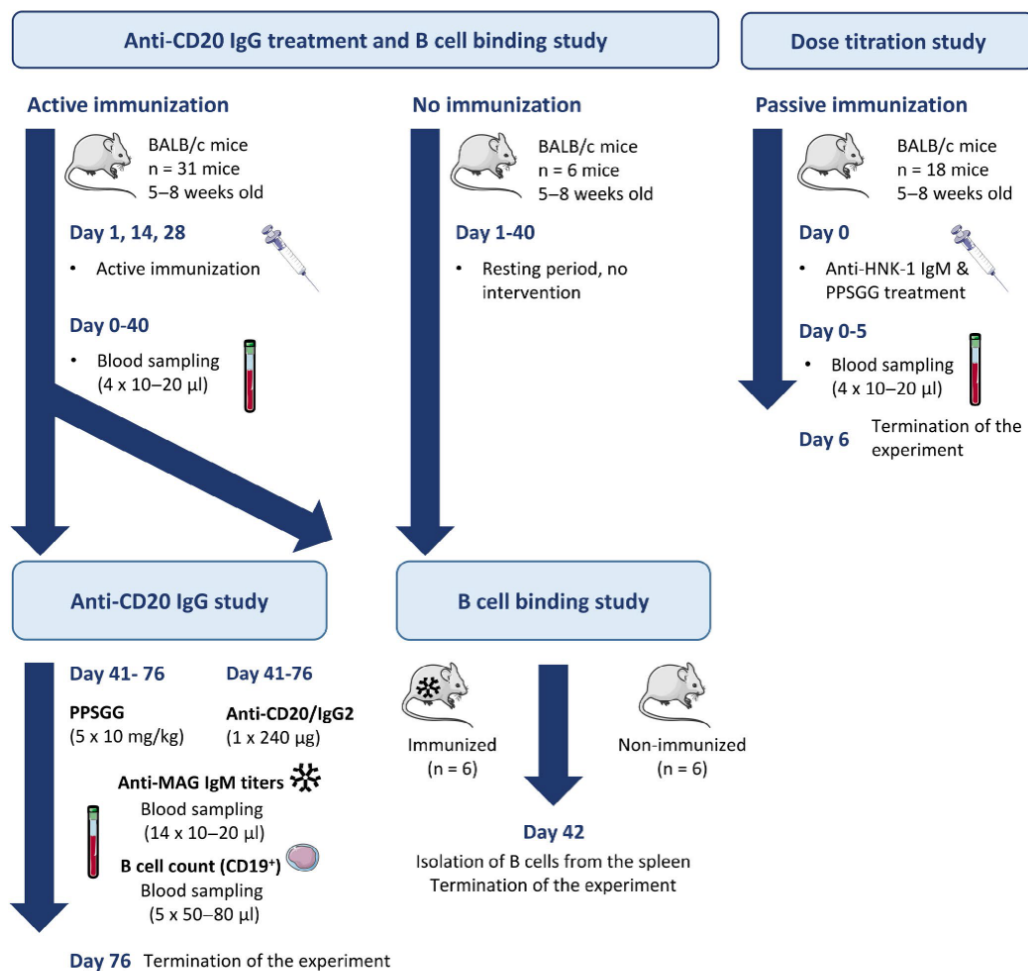 Anti-CD20 IgG treatment and B cell binding study
Dose titration study
Active immunization
BALB/c mice
n = 31 mice
5–8 weeks old
Day 1, 14, 28
• Active immunization
Day 0-40
• Blood sampling
(4 x 10–20 µl)
No immunization
BALB/c mice
n = 6 mice
5–8 weeks old
Day 1-40
• Resting period, no
intervention
Passive immunization
BALB/c mice
n = 18 mice
5–8 weeks old
Day 0
• Anti-HNK-1 IgM &
PPSGG treatment
Day 0-5
• Blood sampling
(4 x 10–20 µl)
Day 6 Termination of the
experiment
Anti-CD20 IgG study
Day 41- 76
PPSGG
(5 x 10 mg/kg)
Day 41-76
Anti-CD20/IgG2
(1 x 240 µg)
Anti-MAG IgM titers
Blood sampling
(14 x 10–20 µl)
B cell count (CD19⁺)
Blood sampling
(5 x 50–80 µl)
Day 76 Termination of the experiment
B cell binding study
Immunized
(n = 6)
Non-immunized
(n = 6)
Day 42
Isolation of B cells from the spleen
Termination of the experiment